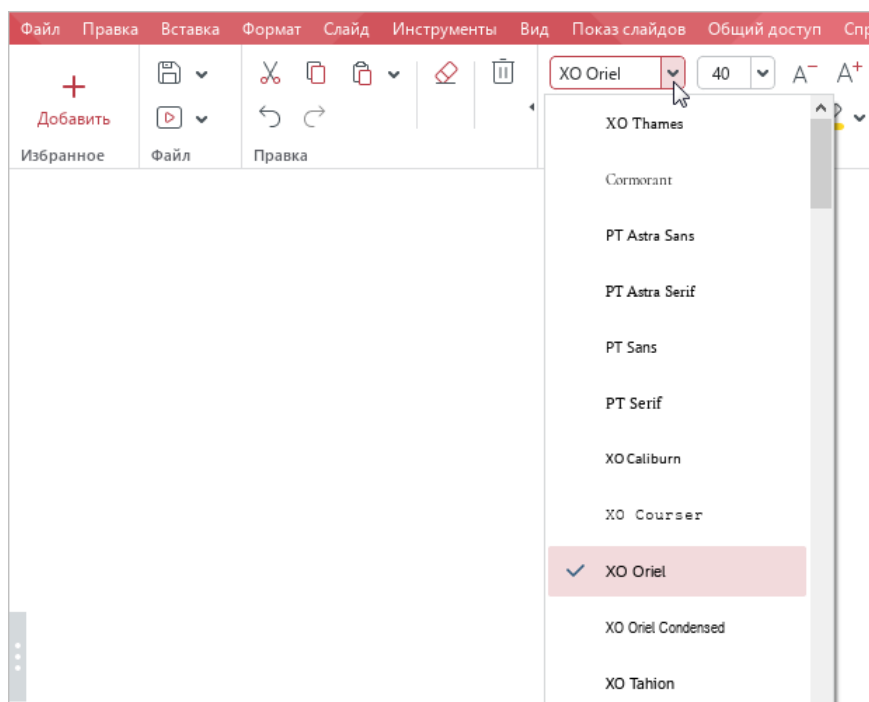 Файл Правка Вставка Формат Слайд Инструменты Вид Показ слайдов Общий доступ
XO Oriel 40 A− A+
Добавить
Избранное Файл Правка
XO Thames
Cormorant
PT Astra Sans
PT Astra Serif
PT Sans
PT Serif
XO Caliburn
XO Courser
XO Oriel
XO Oriel Condensed
XO Tahion